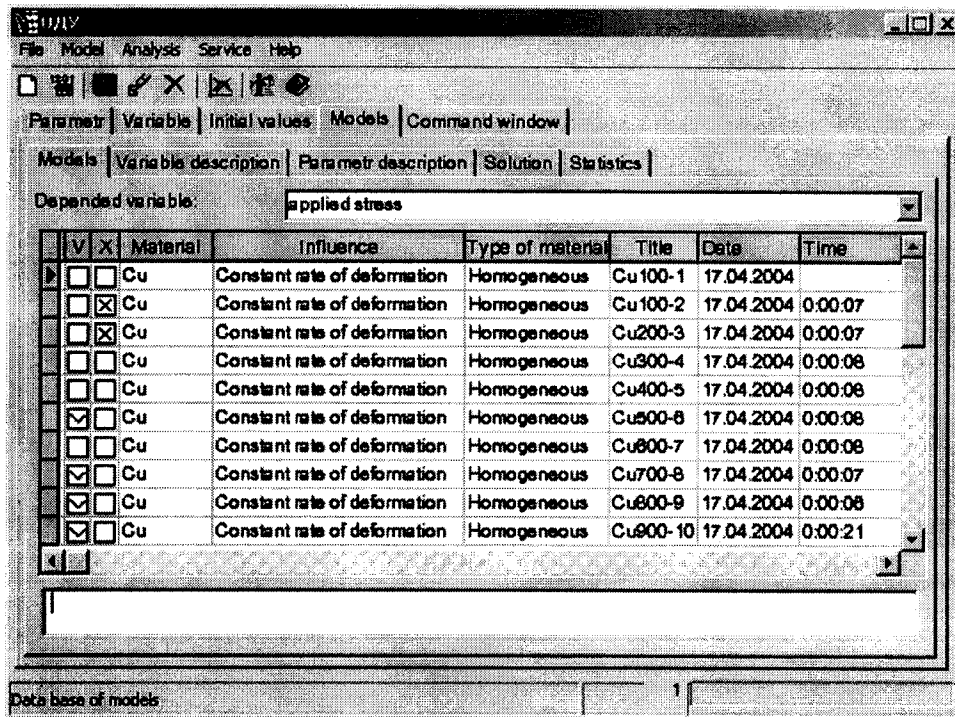 ОДУ
File Model Analysis Service Help
Parametr Variable Initial values Models Command window
Models Variable description Parametr description Solution Statistics
Depended variable: applied stress
V X Material Influence Type of material Title Date Time
Cu Constant rate of deformation Homogeneous Cu100-1 17.04.2004
Cu Constant rate of deformation Homogeneous Cu100-2 17.04.2004 0:00:07
Cu Constant rate of deformation Homogeneous Cu200-3 17.04.2004 0:00:07
Cu Constant rate of deformation Homogeneous Cu300-4 17.04.2004 0:00:08
Cu Constant rate of deformation Homogeneous Cu400-5 17.04.2004 0:00:08
Cu Constant rate of deformation Homogeneous Cu500-6 17.04.2004 0:00:08
Cu Constant rate of deformation Homogeneous Cu600-7 17.04.2004 0:00:08
Cu Constant rate of deformation Homogeneous Cu700-8 17.04.2004 0:00:07
Cu Constant rate of deformation Homogeneous Cu800-9 17.04.2004 0:00:08
Cu Constant rate of deformation Homogeneous Cu900-10 17.04.2004 0:00:21
Data base of models 1